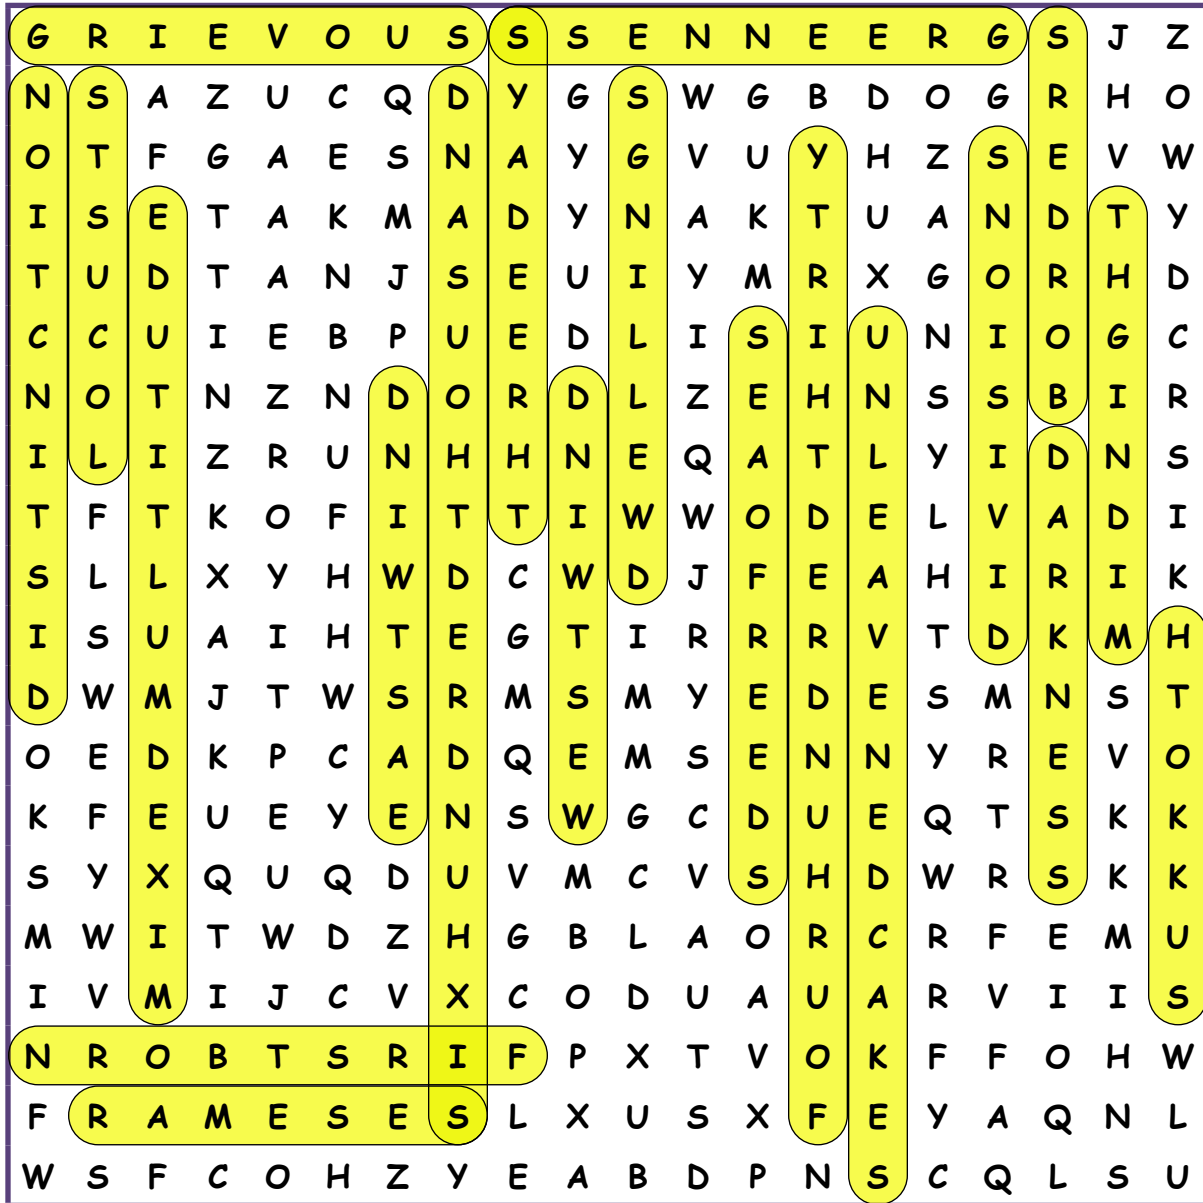 G R I E V O U S S S E N N E E R G S J Z
N S A Z U C Q D Y G S W G B D O G R H O
O T F G A E S N A Y G V U Y H Z S E V W
I S E T A K M A D Y N A K T U A N D T Y
T U D T A N J S E U I Y M R X G O R H D
C C U I E B P U E D L I S I U N I O G C
N O T N Z N D O R D L Z E H N S S B I R
I L I Z R U N H H N E Q A T L Y I D N S
T F T K O F I T T I W W O D E L V A D I
S L L X Y H W D C W D J F E A H I R I K
I S U A I H T E G T I R R R V T D K M H
D W M J T W S R M S M Y E D E S M N S T
O E D K P C A D Q E M S E N N Y R E V O
K F E U E Y E N S W G C D U E Q T S K K
S Y X Q U Q D U V M C V S H D W R S K K
M W I T W D Z H G B L A O R C R F E M U
I V M I J C V X C O D U A U A R V I I S
N R O B T S R I F P X T V O K F F O H W
F R A M E S E S L X U S X F E Y A Q N L
W S F C O H Z Y E A B D P N S C Q L S U